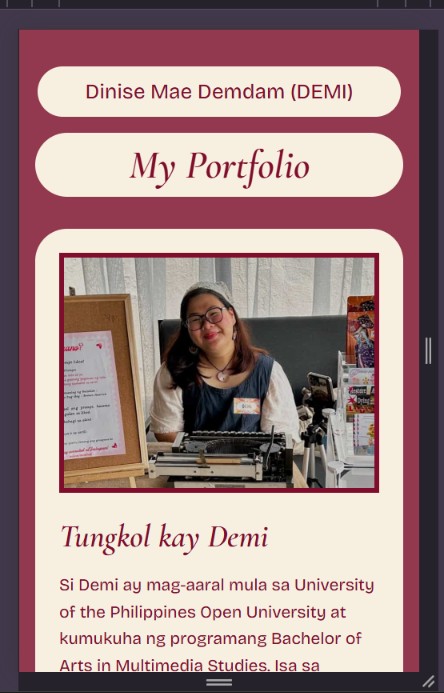 Dinise Mae Demdam (DEMI)
My Portfolio
Tungkol kay Demi
Si Demi ay mag-aaral mula sa University
of the Philippines Open University at
kumukuha ng programang Bachelor of
Arts in Multimedia Studies. Isa sa